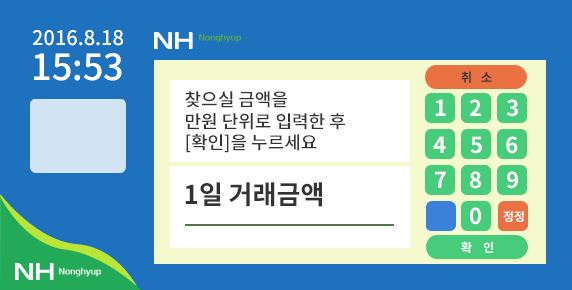 2016.8.18
15:53
NH Nonghyup
찾으실 금액을
만원 단위로 입력한 후
[확인]을 누르세요
1일 거래금액
취 소
1 2 3
4 5 6
7 8 9
0 정정
확 인
NH Nonghyup